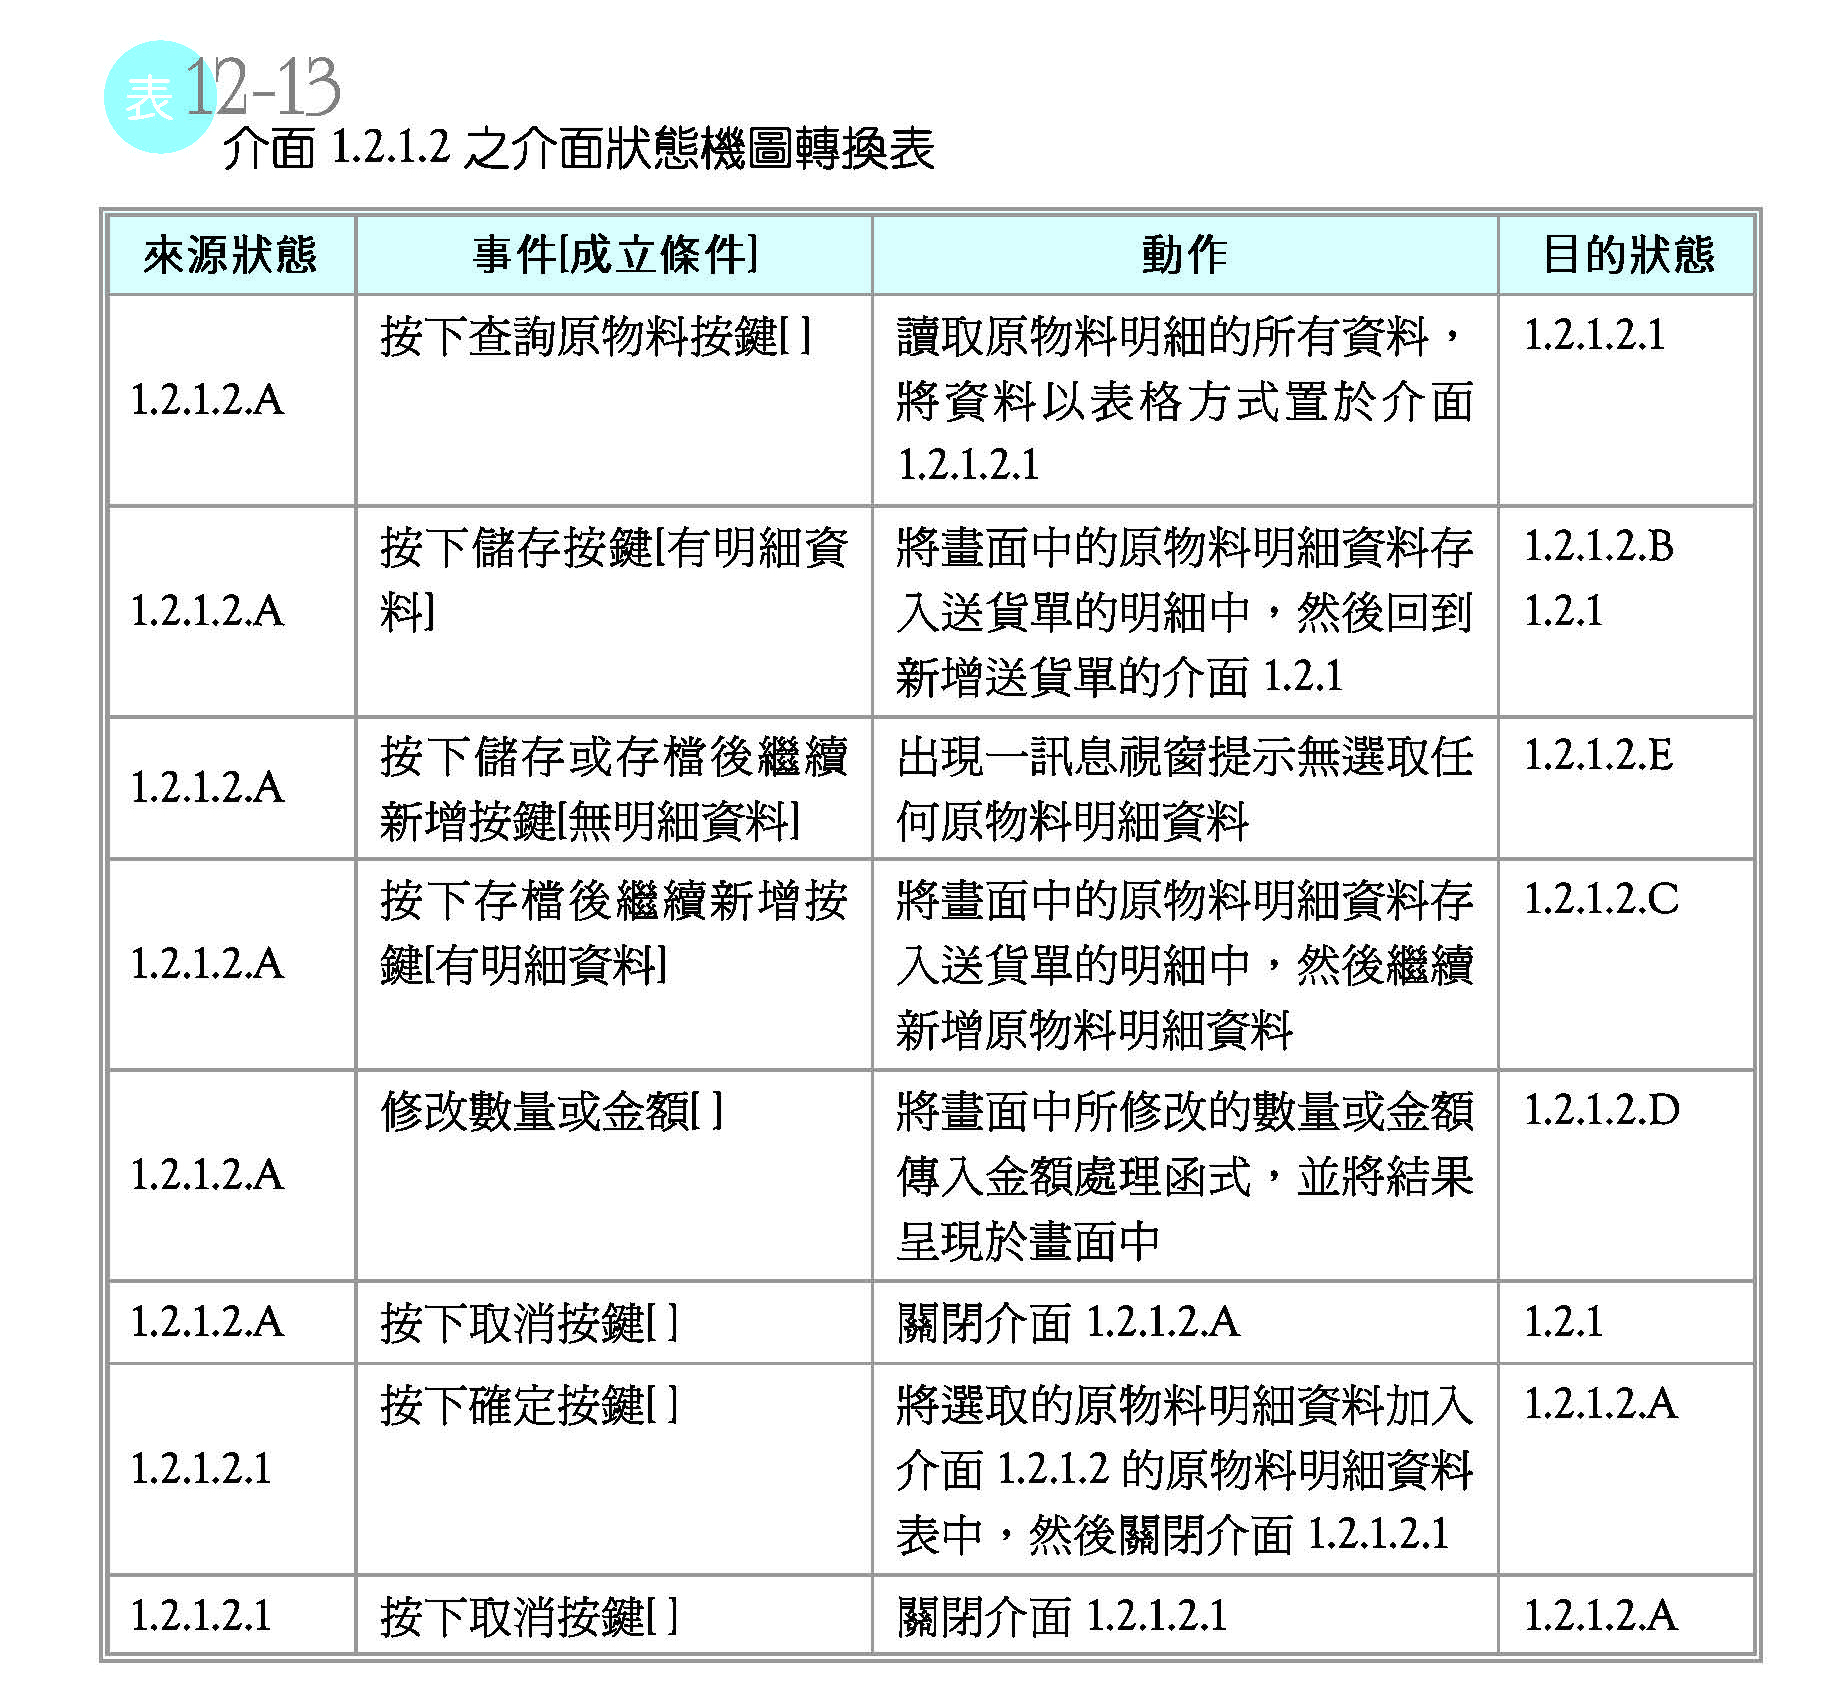 表 12-13
介面 1.2.1.2 之介面狀態機圖轉換表
來源狀態 事件[成立條件] 動作 目的狀態
1.2.1.2.A
按下查詢原物料按鍵[ ]
讀取原物料明細的所有資料，
將資料以表格方式置於介面
1.2.1.2.1
1.2.1.2.1
1.2.1.2.A
按下儲存按鍵[有明細資
料]
將畫面中的原物料明細資料存
入送貨單的明細中，然後回到
新增送貨單的介面 1.2.1
1.2.1.2.B
1.2.1
1.2.1.2.A
按下儲存或存檔後繼續
新增按鍵[無明細資料]
出現一訊息視窗提示無選取任
何原物料明細資料
1.2.1.2.E
1.2.1.2.A
按下存檔後繼續新增按
鍵[有明細資料]
將畫面中的原物料明細資料存
入送貨單的明細中，然後繼續
新增原物料明細資料
1.2.1.2.C
1.2.1.2.A
修改數量或金額[ ]
將畫面中所修改的數量或金額
傳入金額處理函式，並將結果
呈現於畫面中
1.2.1.2.D
1.2.1.2.A
按下取消按鍵[ ]
關閉介面 1.2.1.2.A
1.2.1
1.2.1.2.1
按下確定按鍵[ ]
將選取的原物料明細資料加入
介面 1.2.1.2 的原物料明細資料
表中，然後關閉介面 1.2.1.2.1
1.2.1.2.A
1.2.1.2.1
按下取消按鍵[ ]
關閉介面 1.2.1.2.1
1.2.1.2.A